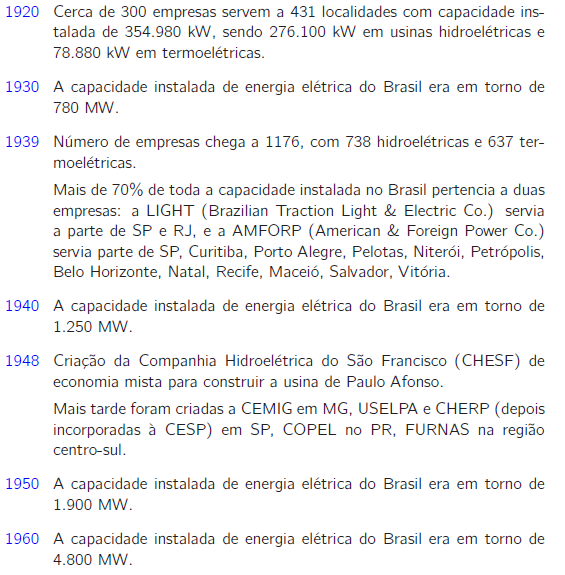 1920 Cerca de 300 empresas servem a 431 localidades com capacidade ins-
talada de 354.980 kW, sendo 276.100 kW em usinas hidroelétricas e
78.880 kW em termoelétricas.
1930 A capacidade instalada de energia elétrica do Brasil era em torno de
780 MW.
1939 Número de empresas chega a 1176, com 738 hidroelétricas e 637 ter-
moelétricas.
Mais de 70% de toda a capacidade instalada no Brasil pertencia a duas
empresas: a LIGHT (Brazilian Traction Light & Electric Co.) servia
a parte de SP e RJ, e a AMFORP (American & Foreign Power Co.)
servia parte de SP, Curitiba, Porto Alegre, Pelotas, Niterói, Petrópolis,
Belo Horizonte, Natal, Recife, Maceió, Salvador, Vitória.
1940 A capacidade instalada de energia elétrica do Brasil era em torno de
1.250 MW.
1948 Criação da Companhia Hidroelétrica do São Francisco (CHESF) de
economia mista para construir a usina de Paulo Afonso.
Mais tarde foram criadas a CEMIG em MG, USELPA e CHERP (depois
incorporadas à CESP) em SP, COPEL no PR, FURNAS na região
centro-sul.
1950 A capacidade instalada de energia elétrica do Brasil era em torno de
1.900 MW.
1960 A capacidade instalada de energia elétrica do Brasil era em torno de
4.800 MW.